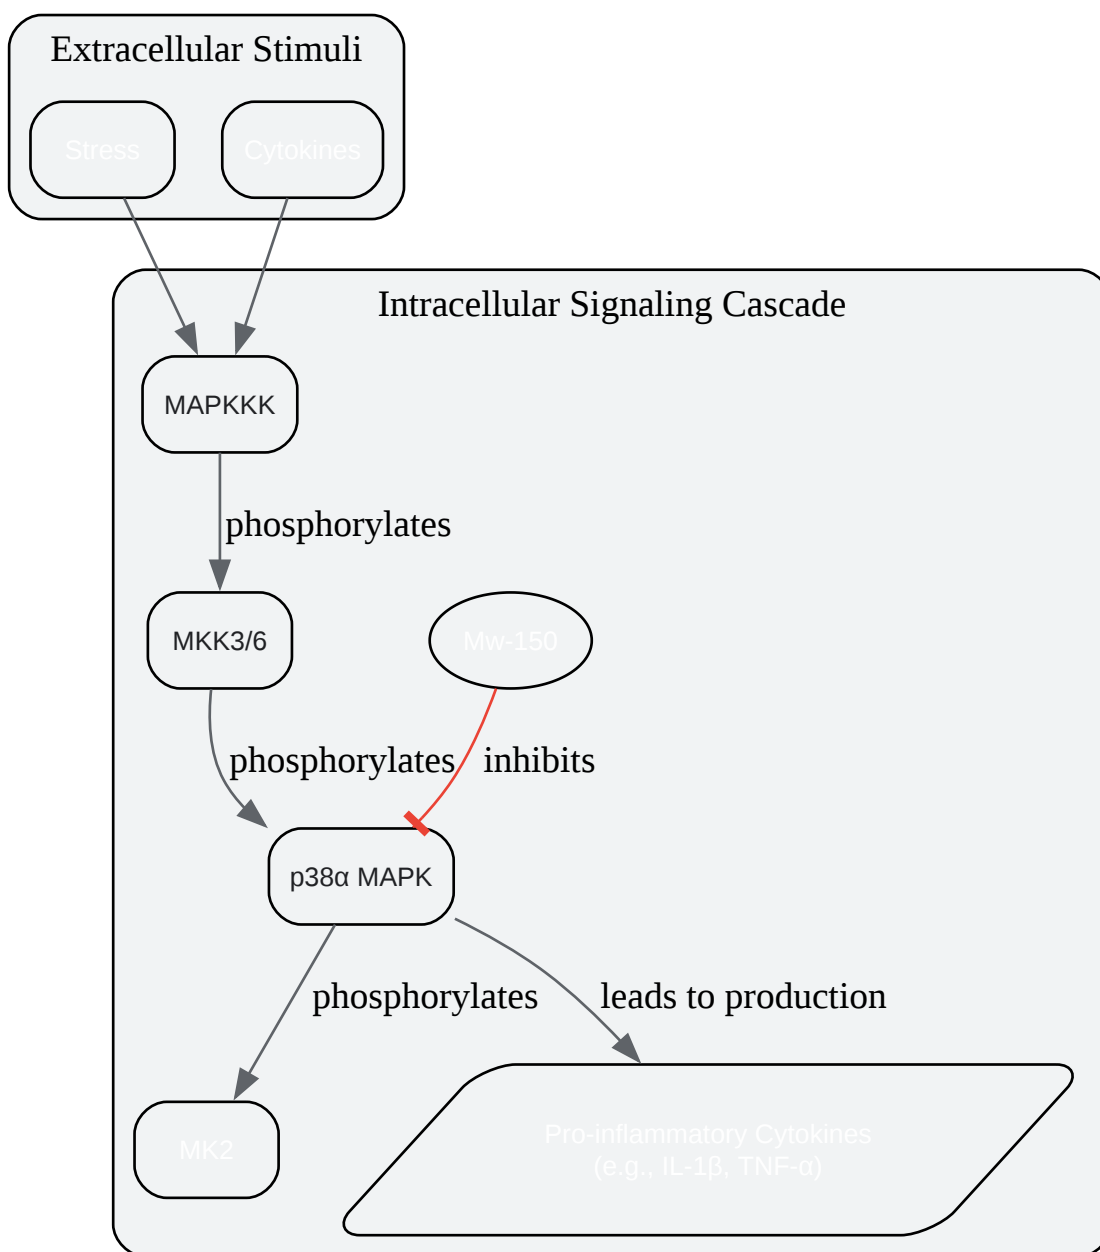 Extracellular Stimuli
Stress
Cytokines
Intracellular Signaling Cascade
MAPKKK
phosphorylates
MKK3/6
Mw-150
phosphorylates
inhibits
p38α MAPK
phosphorylates
leads to production
MK2
Pro-inflammatory Cytokines
(e.g., IL-1β, TNF-α)